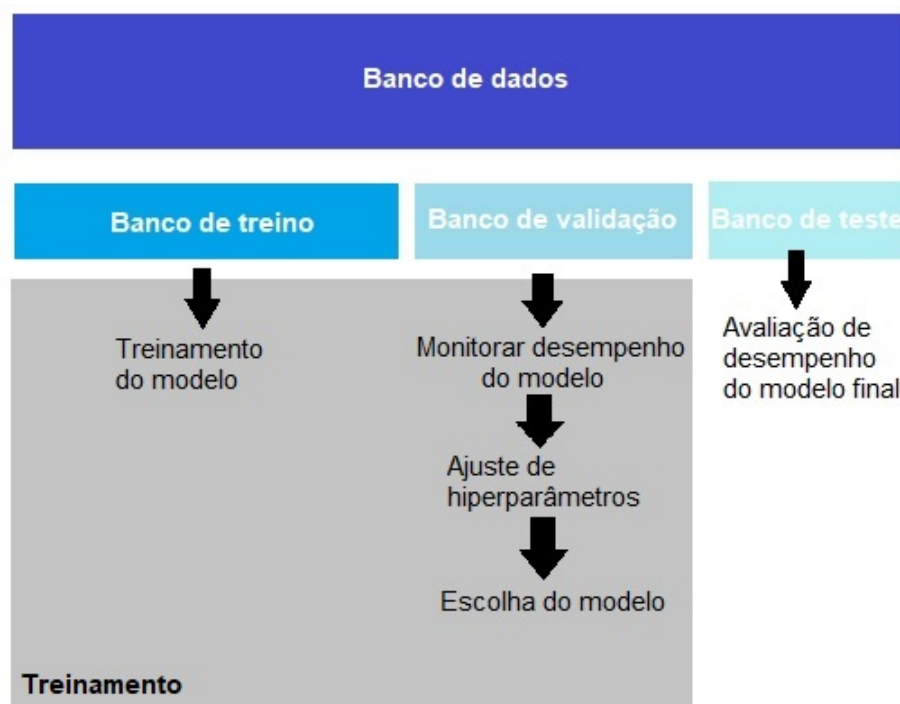 Banco de dados
Banco de treino
Banco de validação
Banco de teste
Treinamento
do modelo
Monitorar desempenho
do modelo
Ajuste de
hiperparâmetros
Escolha do modelo
Avaliação de
desempenho
do modelo final
Treinamento